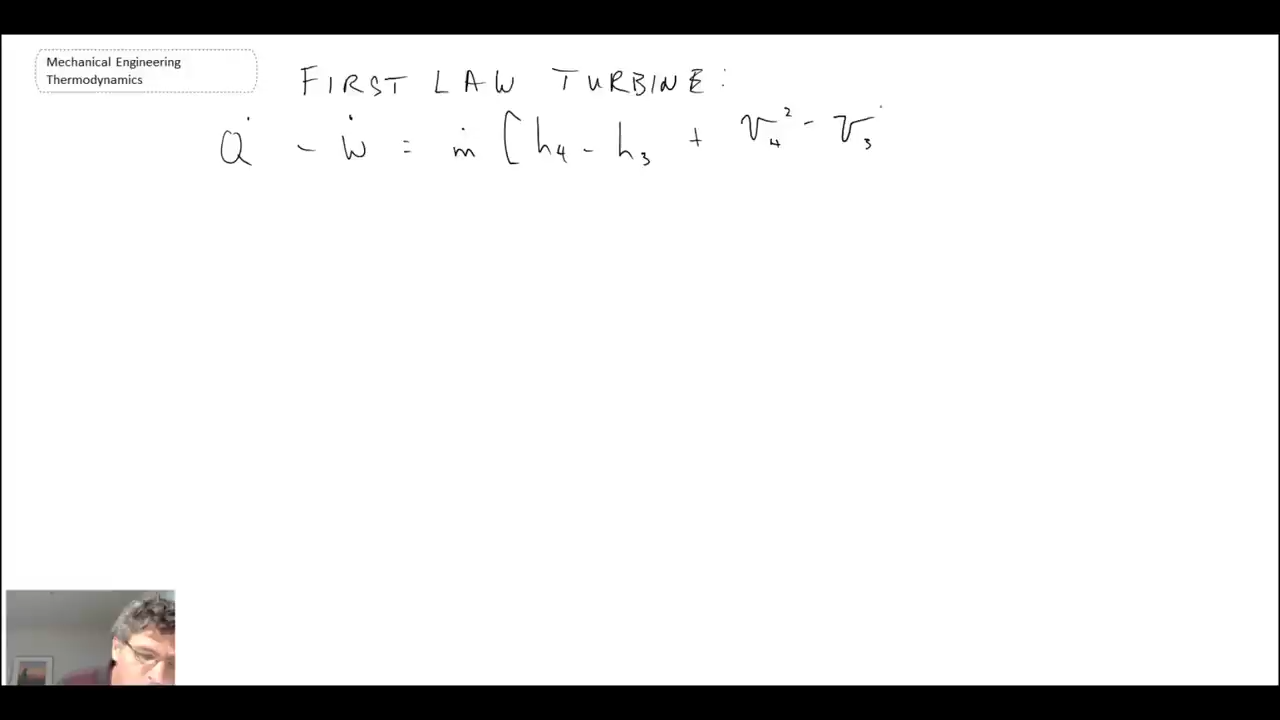 Mechanical Engineering
Thermodynamics
FIRST LAW TURBINE:
Q̇ - Ẇ = ṁ [h₄ - h₃ + V₄² - V₃